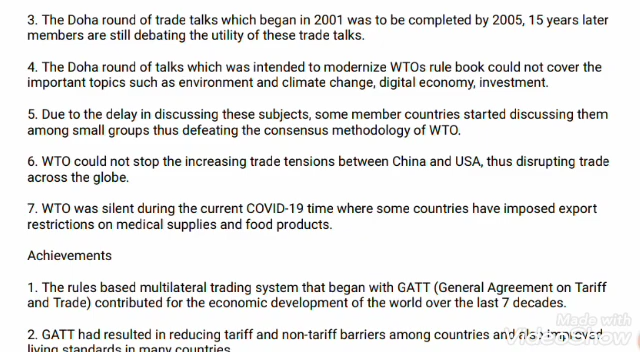 3. The Doha round of trade talks which began in 2001 was to be completed by 2005, 15 years later
members are still debating the utility of these trade talks.
4. The Doha round of talks which was intended to modernize WTOs rule book could not cover the
important topics such as environment and climate change, digital economy, investment.
5. Due to the delay in discussing these subjects, some member countries started discussing them
among small groups thus defeating the consensus methodology of WTO.
6. WTO could not stop the increasing trade tensions between China and USA, thus disrupting trade
across the globe.
7. WTO was silent during the current COVID-19 time where some countries have imposed export
restrictions on medical supplies and food products.
Achievements
1. The rules based multilateral trading system that began with GATT (General Agreement on Tariff
and Trade) contributed for the economic development of the world over the last 7 decades.
2. GATT had resulted in reducing tariff and non-tariff barriers among countries and also improved
living standards in many countries.
Made with
VideoShow